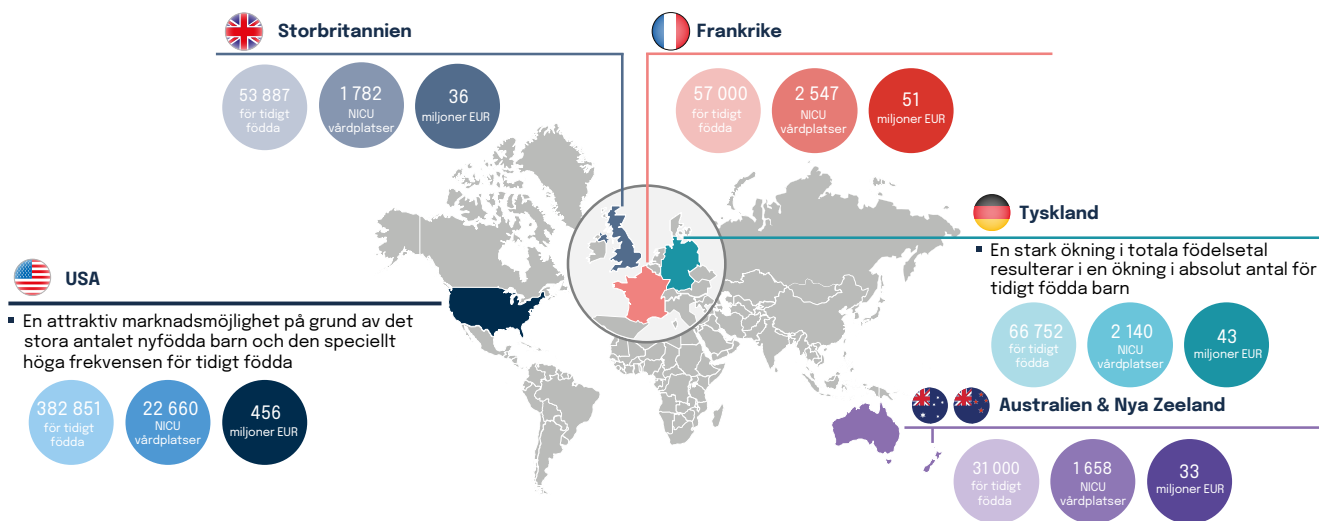 Storbritannien
53 887
för tidigt
födda
1 782
NICU
vårdplatser
36
miljoner EUR
Frankrike
57 000
för tidigt
födda
2 547
NICU
vårdplatser
51
miljoner EUR
Tyskland
▪ En stark ökning i totala födelsetal
resulterar i en ökning i absolut antal för
tidigt födda barn
66 752
för tidigt
födda
2 140
NICU
vårdplatser
43
miljoner EUR
USA
▪ En attraktiv marknadsmöjlighet på grund av det
stora antalet nyfödda barn och den speciellt
höga frekvensen för tidigt födda
382 851
för tidigt
födda
22 660
NICU
vårdplatser
456
miljoner EUR
Australien & Nya Zeeland
31 000
för tidigt
födda
1 658
NICU
vårdplatser
33
miljoner EUR